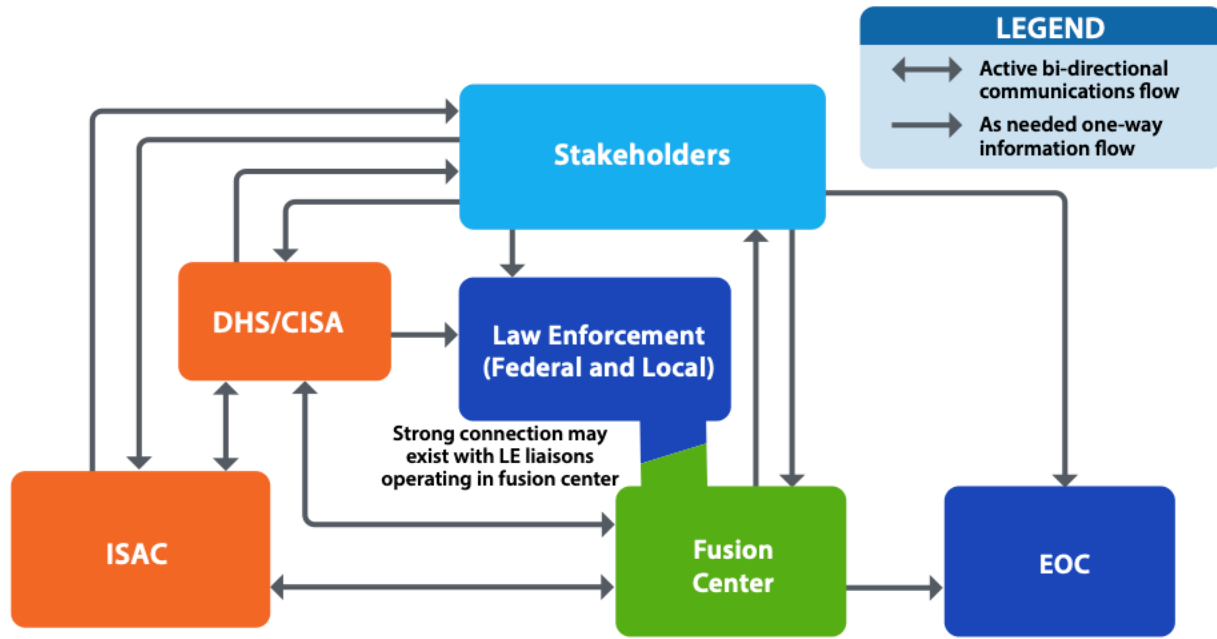 LEGEND
Active bi-directional
communications flow
As needed one-way
information flow
Stakeholders
DHS/CISA
Law Enforcement
(Federal and Local)
Strong connection may
exist with LE liaisons
operating in fusion center
ISAC
Fusion
Center
EOC